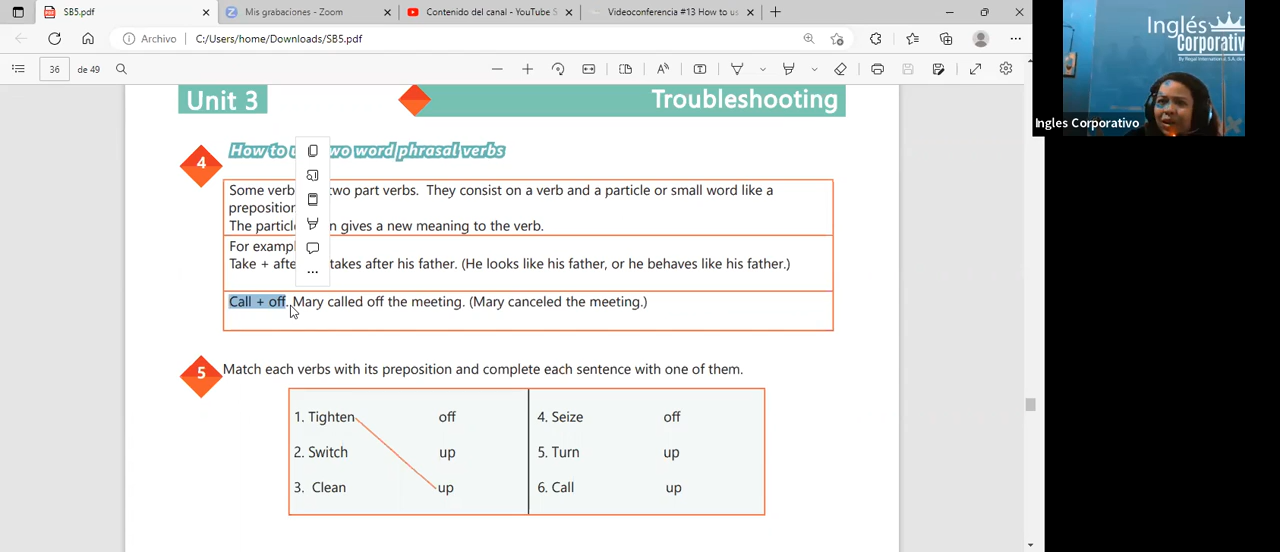 SB5.pdf
Mis grabaciones - Zoom
Contenido del canal - YouTube S
Videoconferencia #13 How to us
Archivo
C:/Users/home/Downloads/SB5.pdf
36
de 49
Unit 3
Troubleshooting
4
How to wo word phrasal verbs
Some verb two part verbs. They consist on a verb and a particle or small word like a
preposition
The particle n gives a new meaning to the verb.
For exampl
Take + afte takes after his father. (He looks like his father, or he behaves like his father.)
Call + off. Mary called off the meeting. (Mary canceled the meeting.)
5
Match each verbs with its preposition and complete each sentence with one of them.
1. Tighten off
2. Switch up
3. Clean up
4. Seize off
5. Turn up
6. Call up
Inglés
Corporativo
Ingles Corporativo